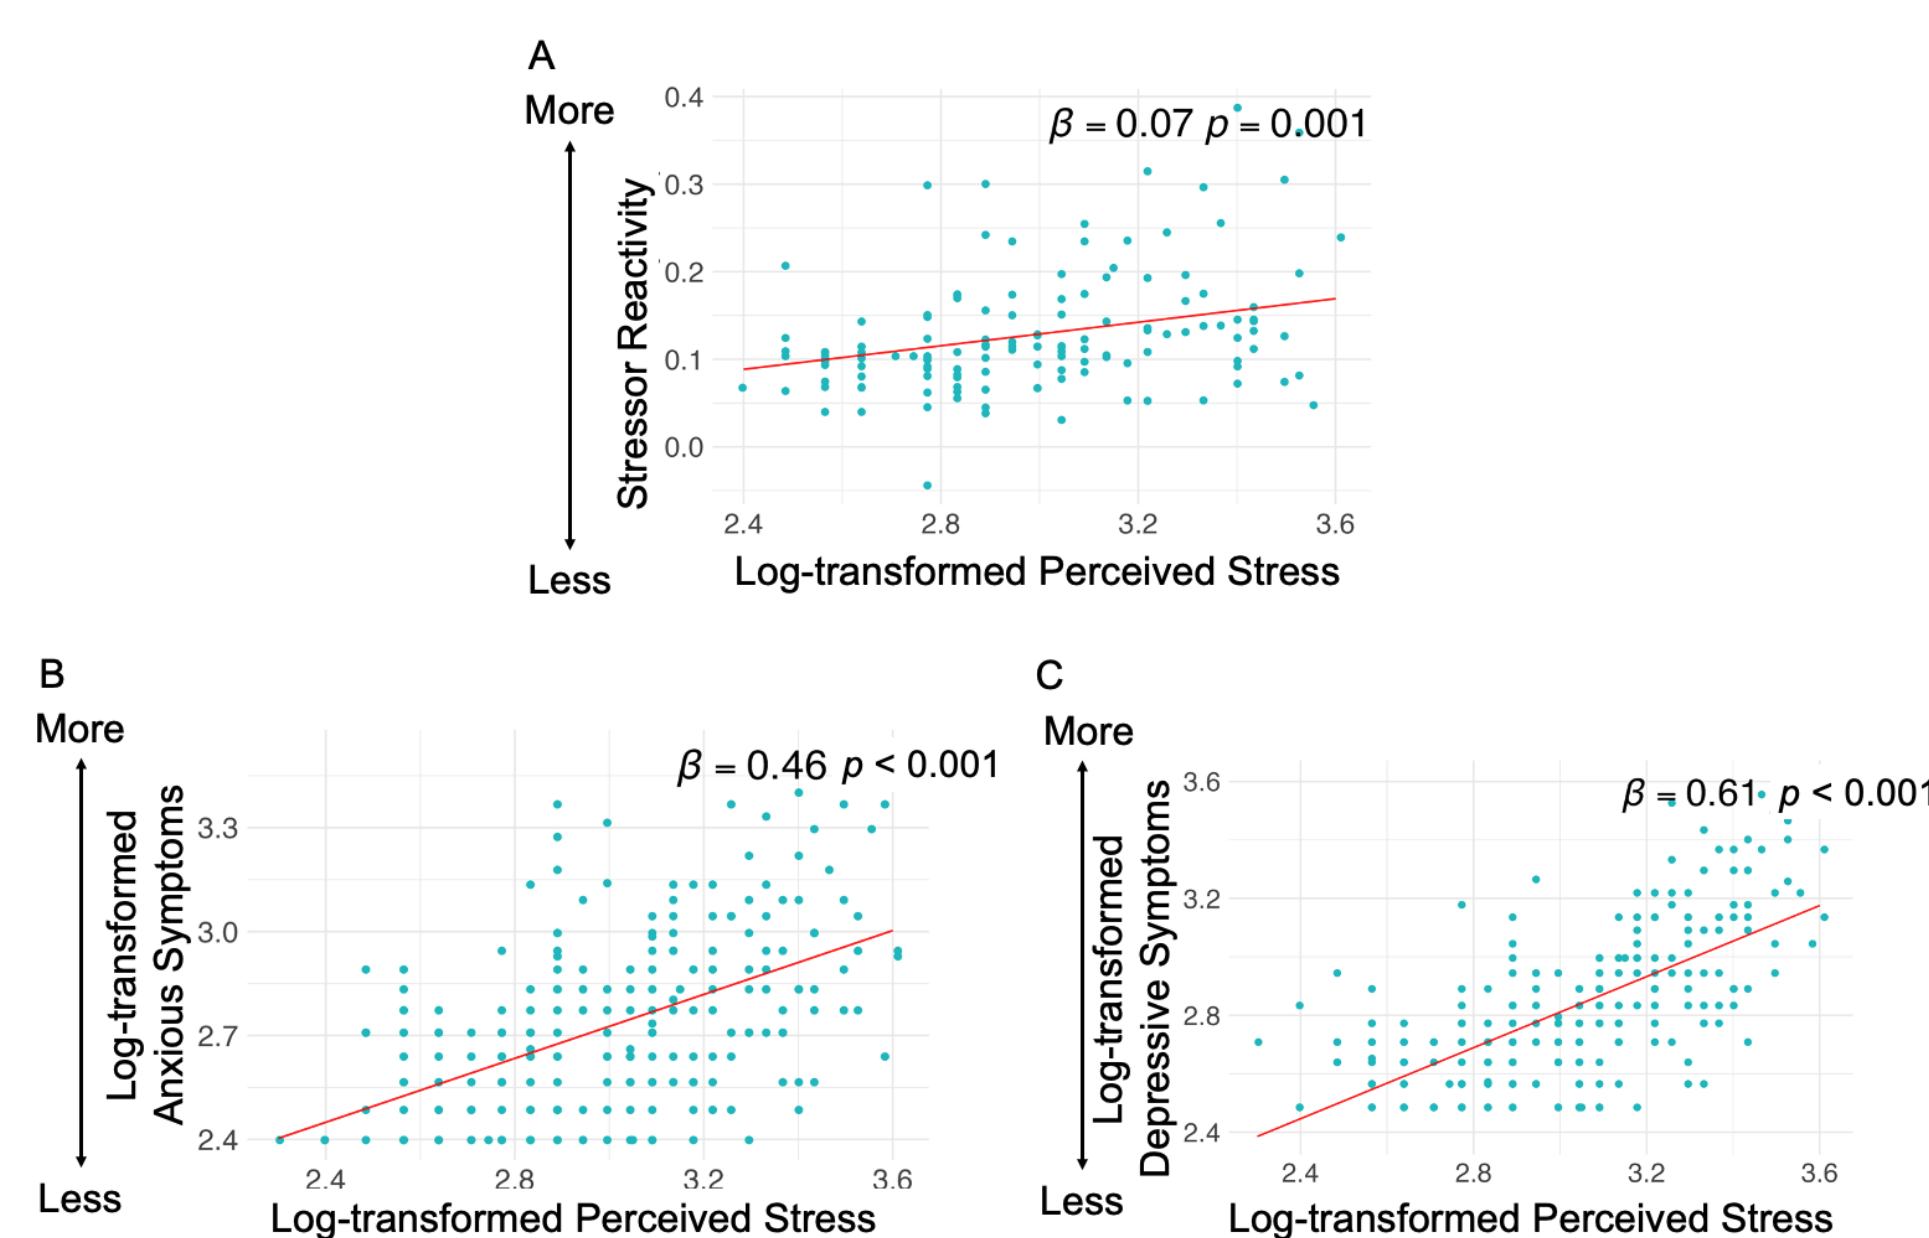 A
More
0.4
β = 0.07 p = 0.001
0.3
0.2
0.1
0.0
Stressor Reactivity
2.4 2.8 3.2 3.6
Less
Log-transformed Perceived Stress
B
More
β = 0.46 p < 0.001
3.3
3.0
2.7
2.4
Log-transformed
Anxious Symptoms
2.4 2.8 3.2 3.6
Less
Log-transformed Perceived Stress
C
More
3.6
β = 0.61 p < 0.001
3.2
2.8
2.4
Log-transformed
Depressive Symptoms
2.4 2.8 3.2 3.6
Less
Log-transformed Perceived Stress